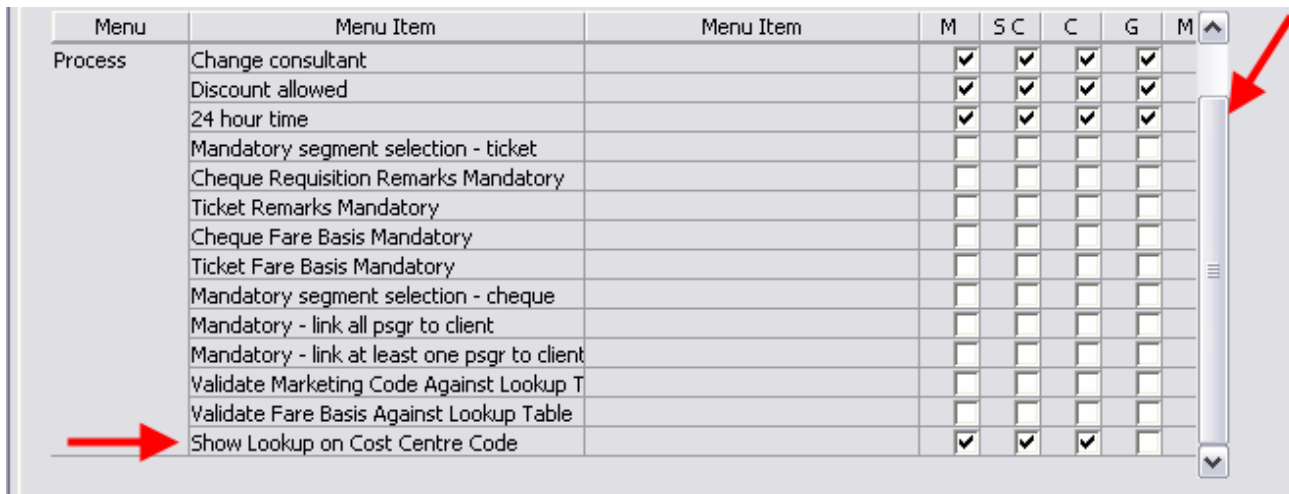 Menu Menu Item Menu Item M S C C G M
Process Change consultant
Discount allowed
24 hour time
Mandatory segment selection - ticket
Cheque Requisition Remarks Mandatory
Ticket Remarks Mandatory
Cheque Fare Basis Mandatory
Ticket Fare Basis Mandatory
Mandatory segment selection - cheque
Mandatory - link all psgr to client
Mandatory - link at least one psgr to client
Validate Marketing Code Against Lookup T
Validate Fare Basis Against Lookup Table
Show Lookup on Cost Centre Code